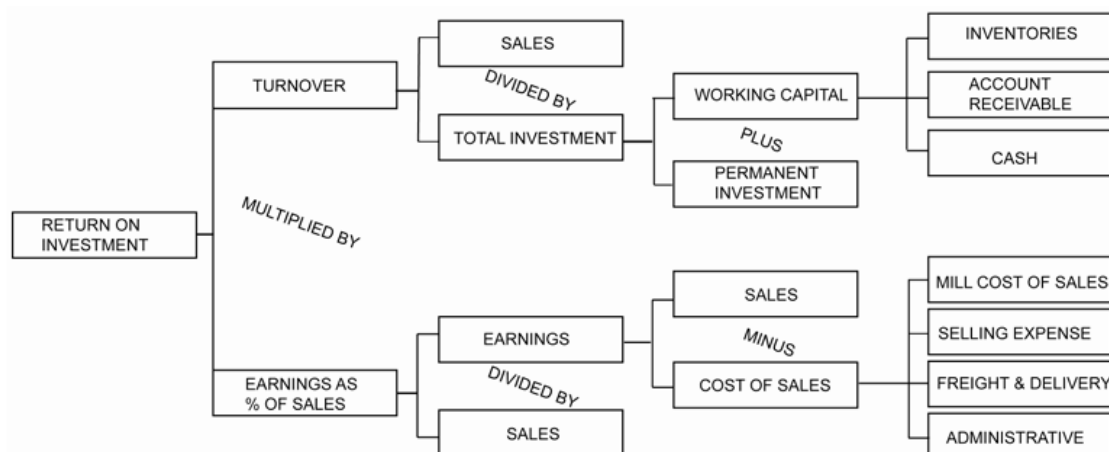 RETURN ON
INVESTMENT
TURNOVER
MULTIPLIED BY
EARNINGS AS
% OF SALES
SALES
DIVIDED BY
TOTAL INVESTMENT
EARNINGS
DIVIDED BY
SALES
WORKING CAPITAL
PLUS
PERMANENT
INVESTMENT
SALES
MINUS
COST OF SALES
INVENTORIES
ACCOUNT
RECEIVABLE
CASH
MILL COST OF SALES
SELLING EXPENSE
FREIGHT & DELIVERY
ADMINISTRATIVE